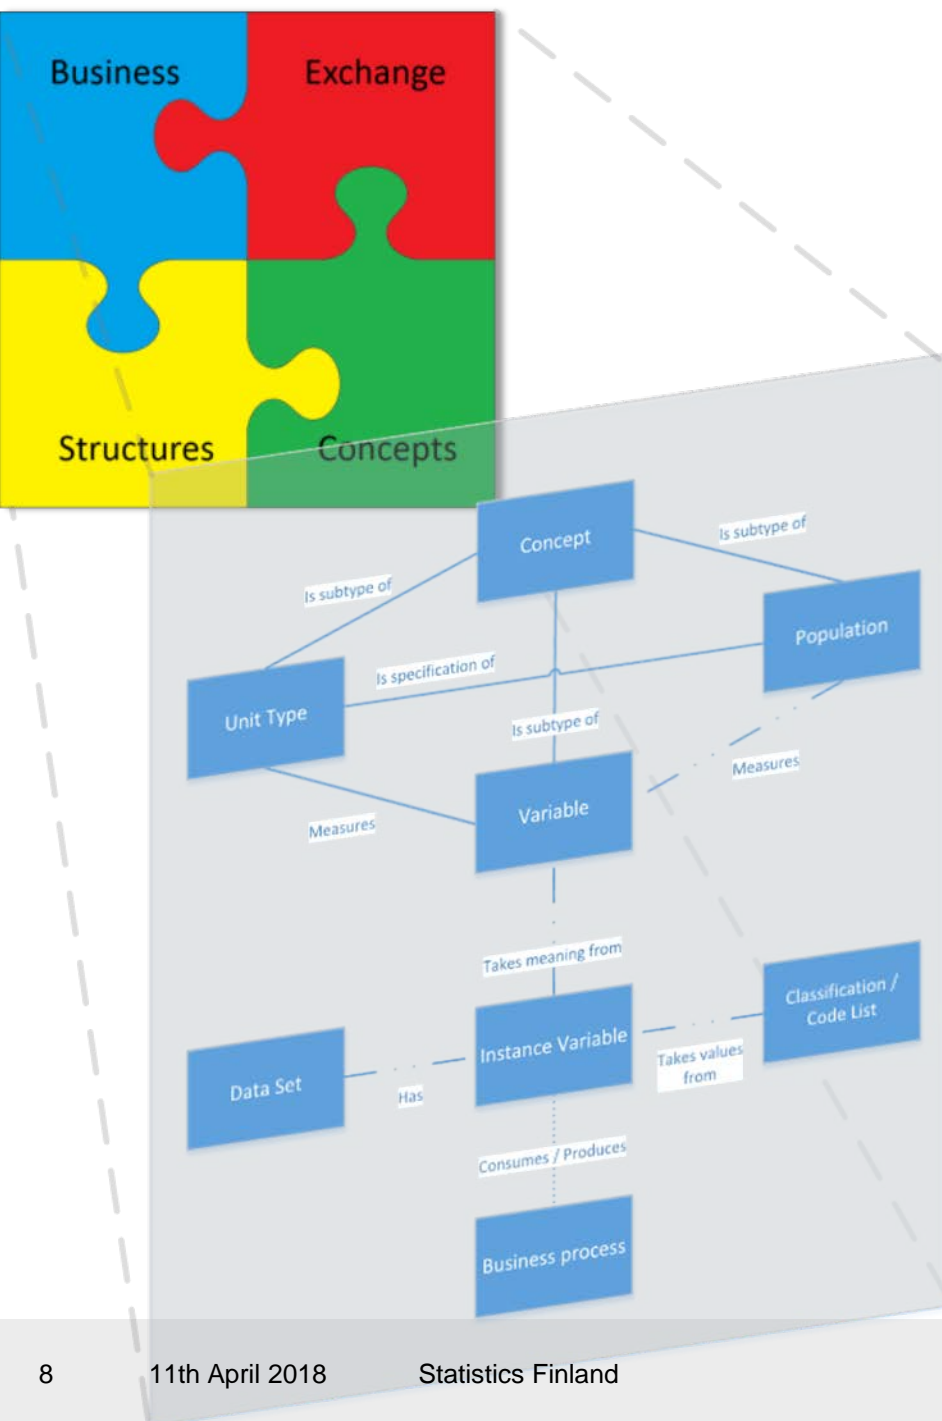 Business
Exchange
Structures
Concepts
Concept
Is subtype of
Is subtype of
Population
Is specification of
Unit Type
Is subtype of
Measures
Variable
Measures
Takes meaning from
Classification /
Code List
Instance Variable
Takes values
from
Data Set
Has
Consumes / Produces
Business process
8 11th April 2018 Statistics Finland